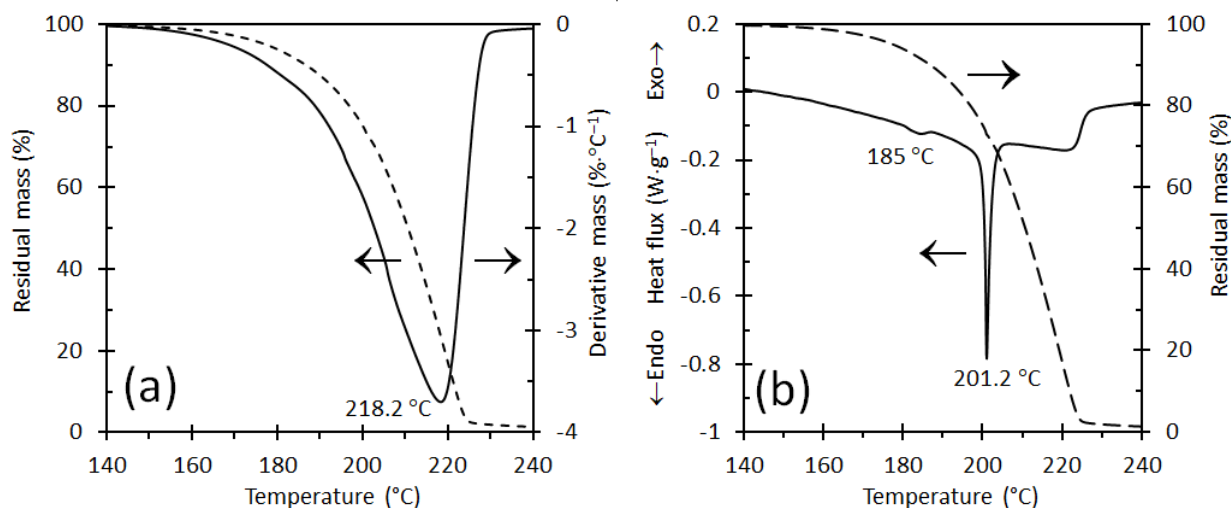 100
80
60
40
20
0
Residual mass (%)
0
-1
-2
-3
-4
Derivative mass (%·°C⁻¹)
(a)
218.2 °C
140 160 180 200 220 240
Temperature (°C)
0.2
0
-0.2
-0.4
-0.6
-0.8
-1
←Endo Heat flux (W·g⁻¹) Exo→
100
80
60
40
20
0
Residual mass (%)
185 °C
201.2 °C
(b)
140 160 180 200 220 240
Temperature (°C)